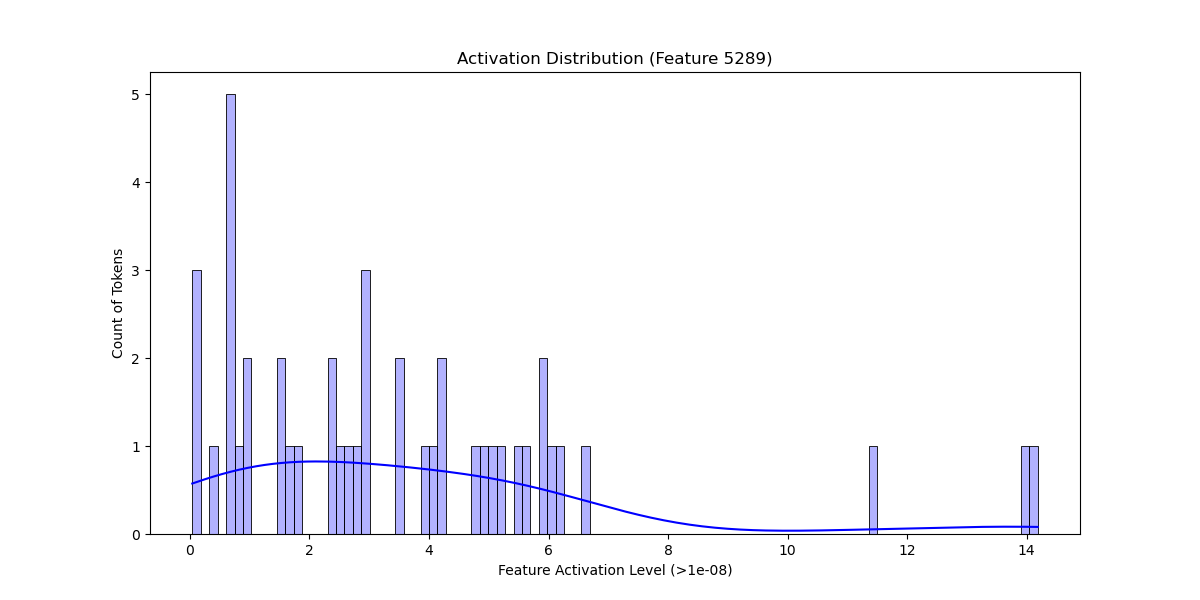 Activation Distribution (Feature 5289)
5
4
3
2
1
0
Count of Tokens
0 2 4 6 8 10 12 14
Feature Activation Level (>1e-08)